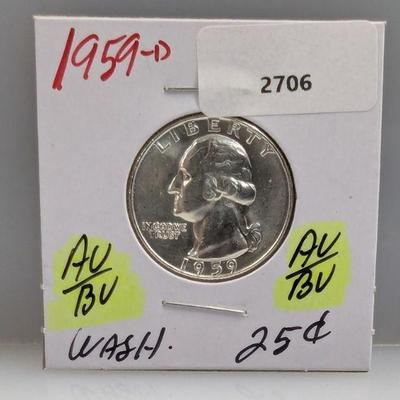 1959-D
2706
LIBERTY
IN GOD WE
TRUST
1959
AU
BU
AU
BU
WASH.
25¢